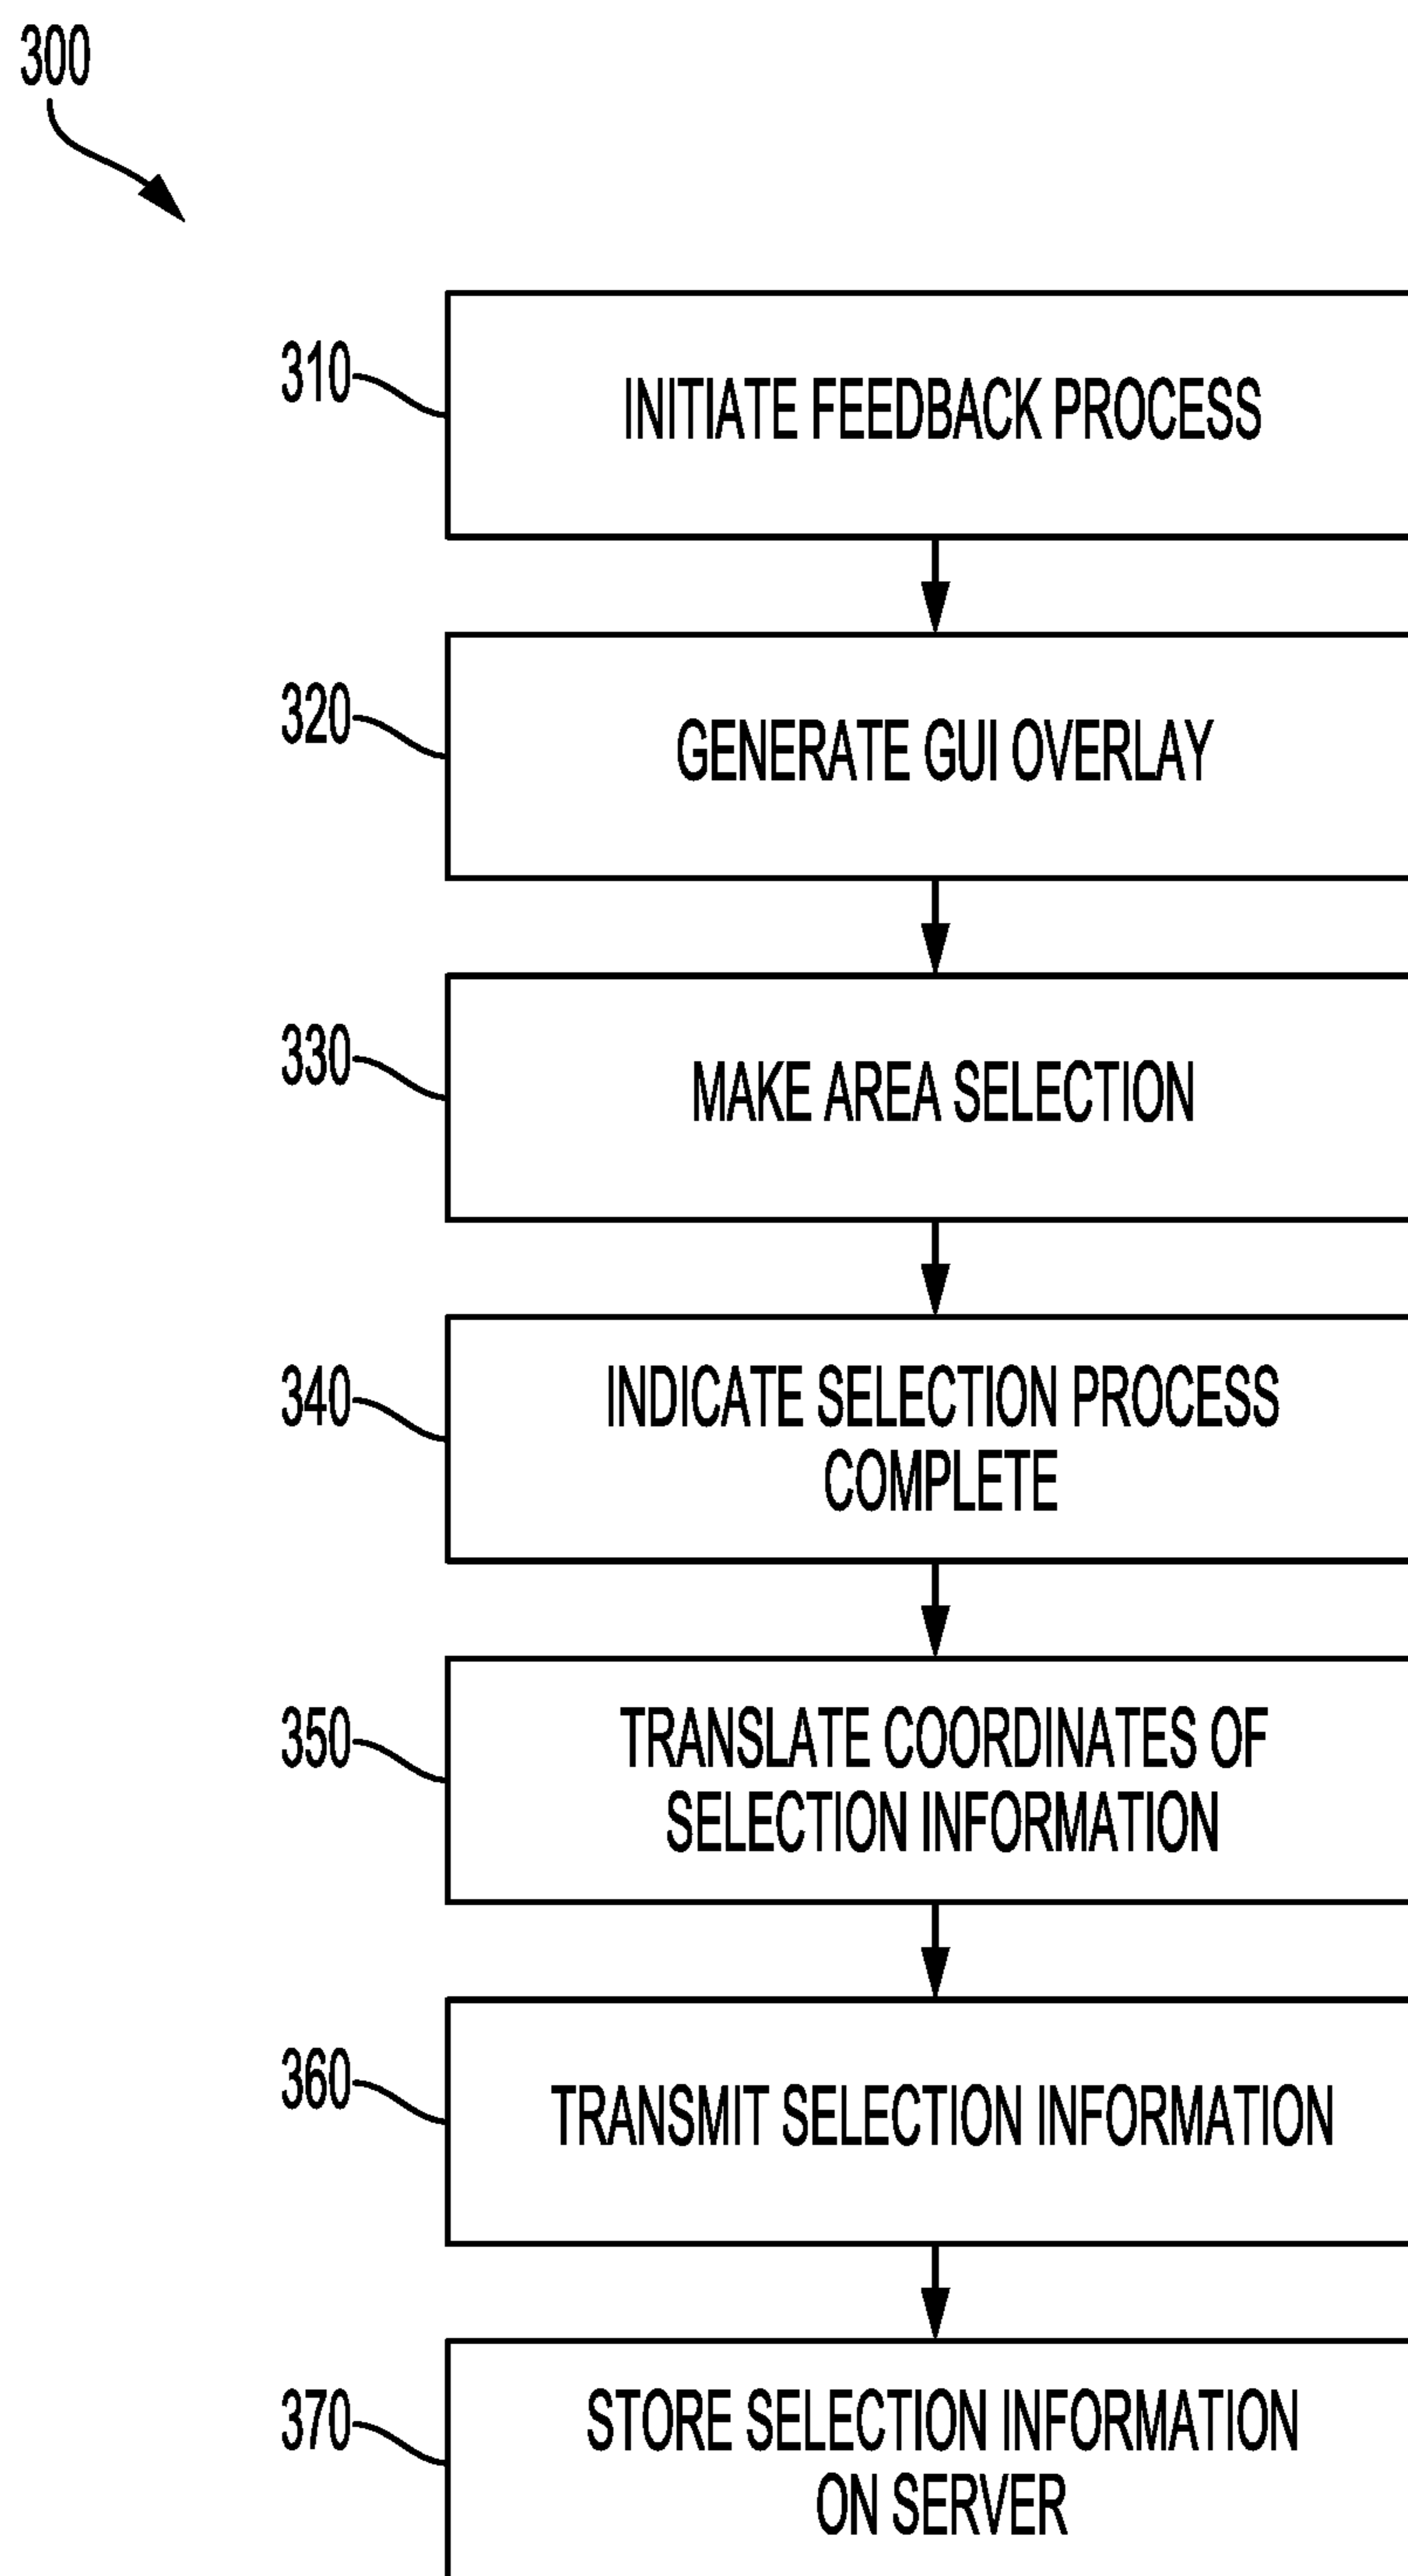 300
310
INITIATE FEEDBACK PROCESS
320
GENERATE GUI OVERLAY
330
MAKE AREA SELECTION
340
INDICATE SELECTION PROCESS
COMPLETE
350
TRANSLATE COORDINATES OF
SELECTION INFORMATION
360
TRANSMIT SELECTION INFORMATION
370
STORE SELECTION INFORMATION
ON SERVER